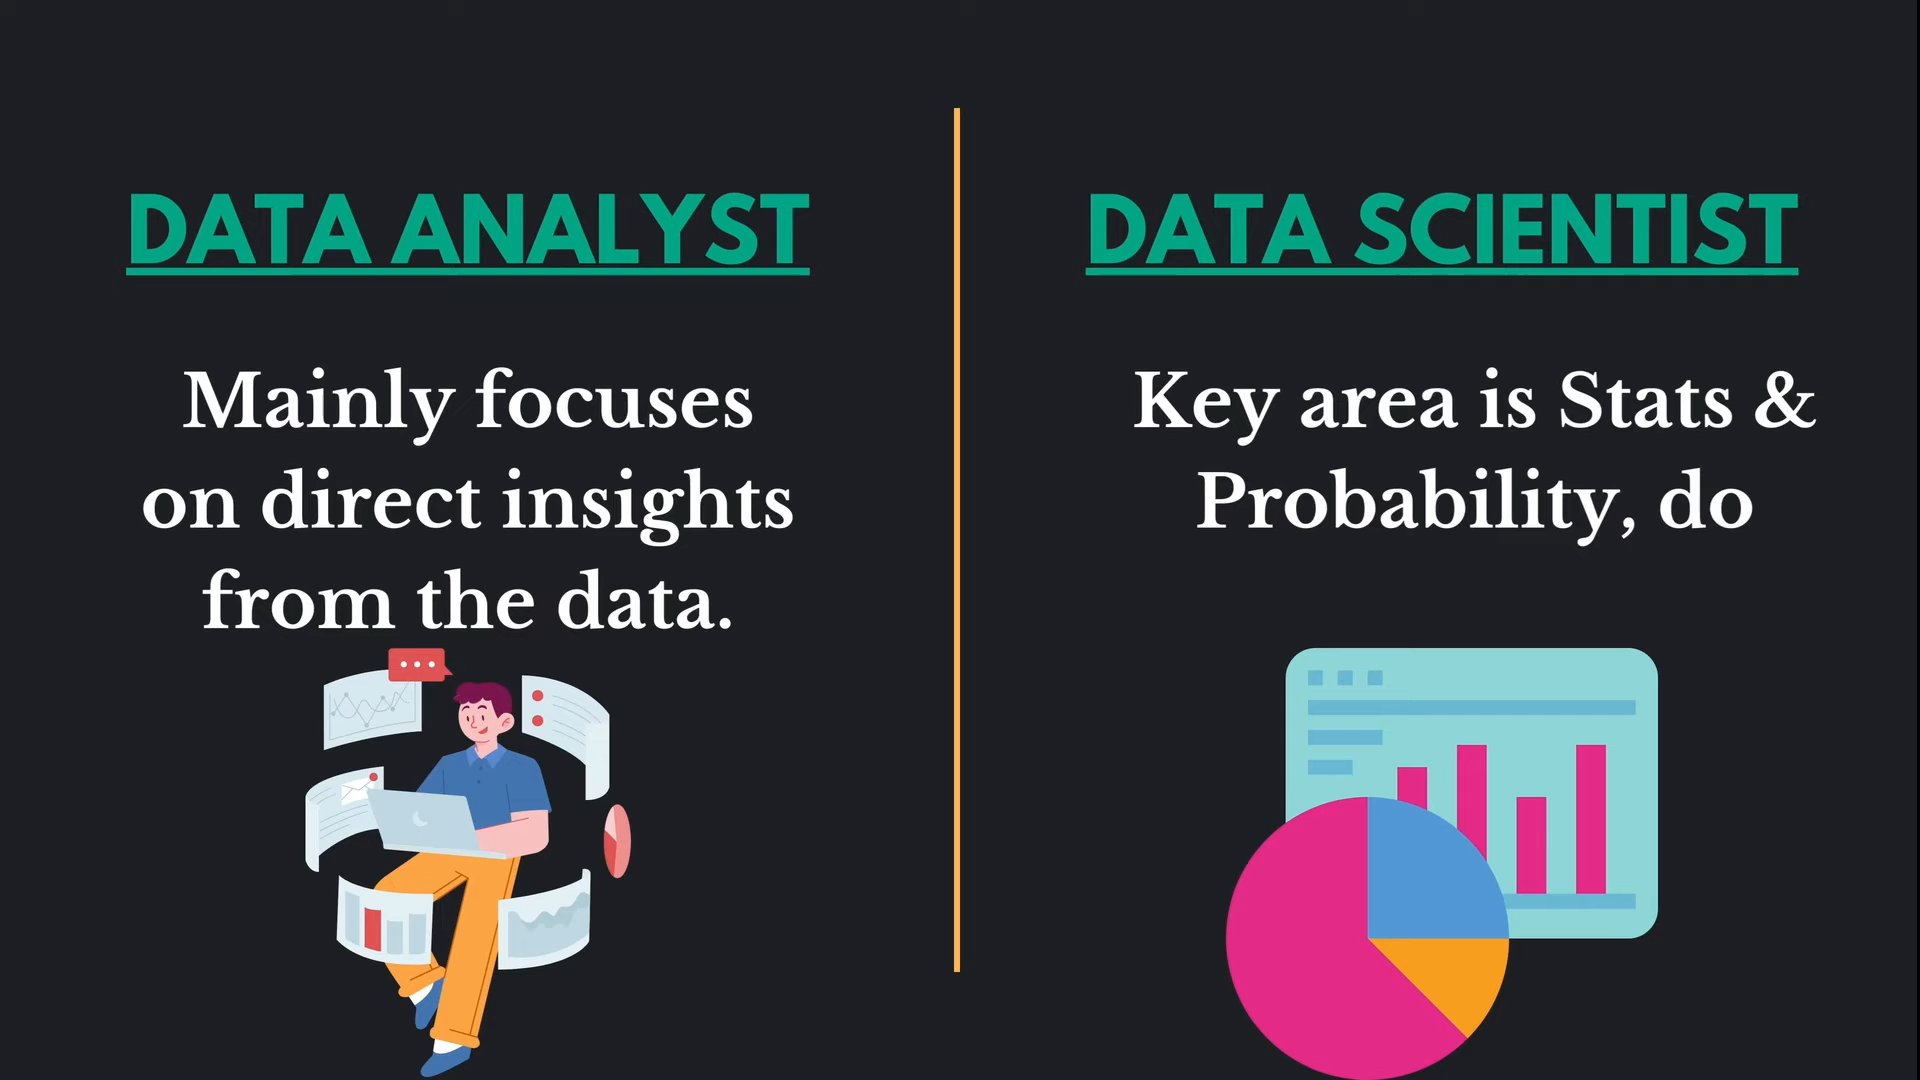 DATA ANALYST
Mainly focuses
on direct insights
from the data.
DATA SCIENTIST
Key area is Stats &
Probability, do